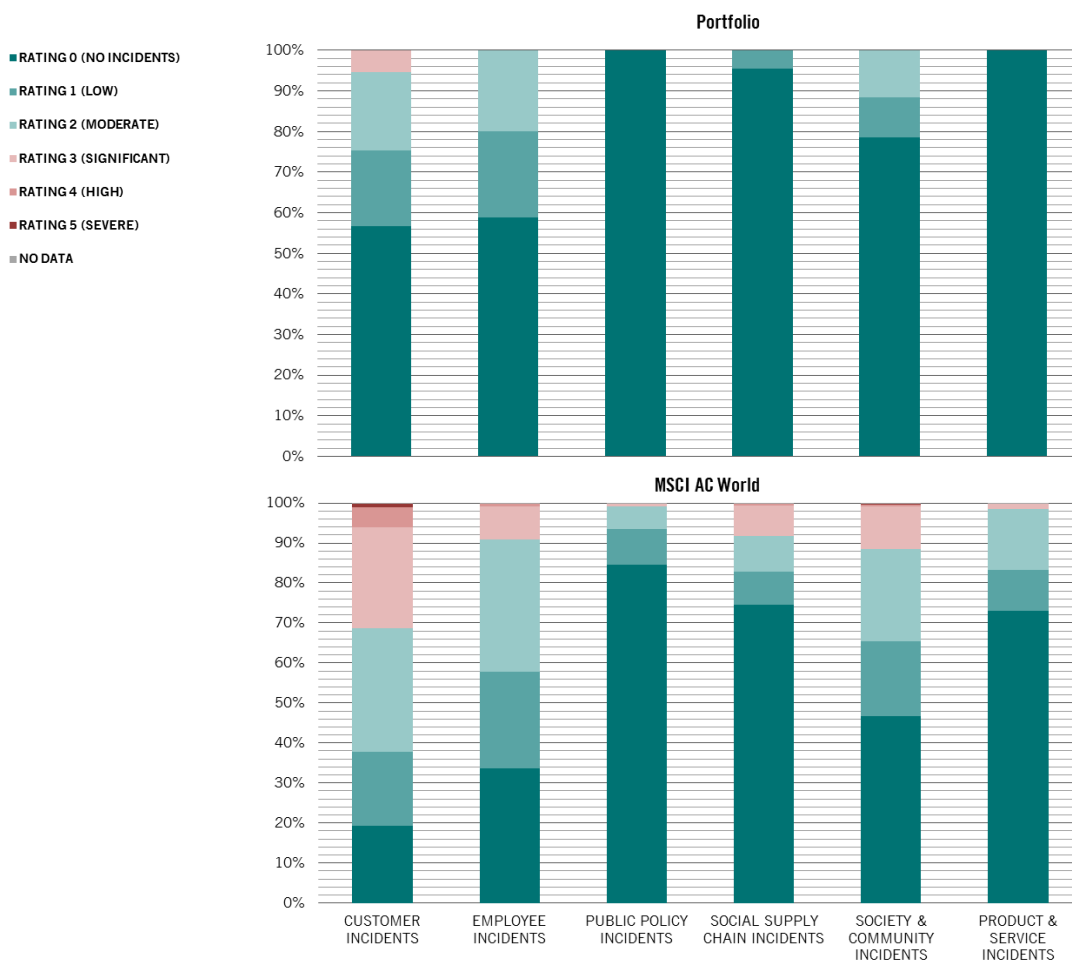 Portfolio
RATING 0 (NO INCIDENTS)
RATING 1 (LOW)
RATING 2 (MODERATE)
RATING 3 (SIGNIFICANT)
RATING 4 (HIGH)
RATING 5 (SEVERE)
NO DATA
100%
90%
80%
70%
60%
50%
40%
30%
20%
10%
0%
MSCI AC World
100%
90%
80%
70%
60%
50%
40%
30%
20%
10%
0%
CUSTOMER
INCIDENTS
EMPLOYEE
INCIDENTS
PUBLIC POLICY
INCIDENTS
SOCIAL SUPPLY
CHAIN INCIDENTS
SOCIETY &
COMMUNITY
INCIDENTS
PRODUCT &
SERVICE
INCIDENTS